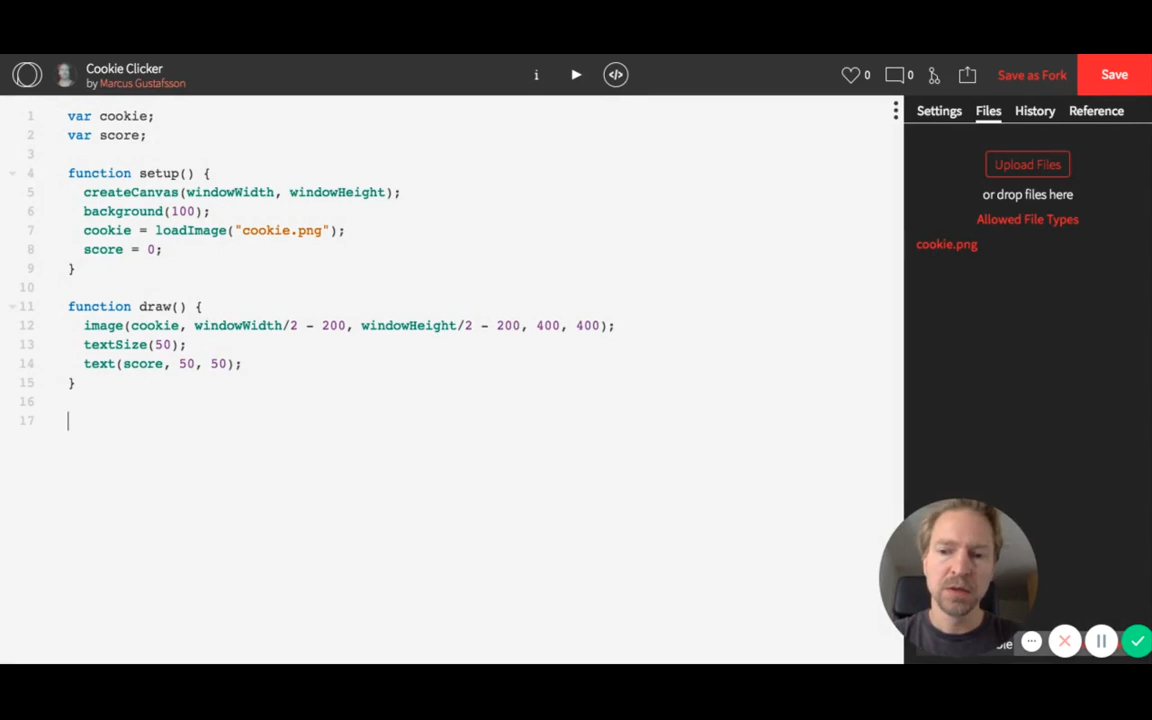 Cookie Clicker
by Marcus Gustafsson
i
</>
0
0
Save as Fork
Save
1 var cookie;
2 var score;
3
4 function setup() {
5 createCanvas(windowWidth, windowHeight);
6 background(100);
7 cookie = loadImage("cookie.png");
8 score = 0;
9 }
10
11 function draw() {
12 image(cookie, windowWidth/2 - 200, windowHeight/2 - 200, 400, 400);
13 textSize(50);
14 text(score, 50, 50);
15 }
16
17
Settings Files History Reference
Upload Files
or drop files here
Allowed File Types
cookie.png